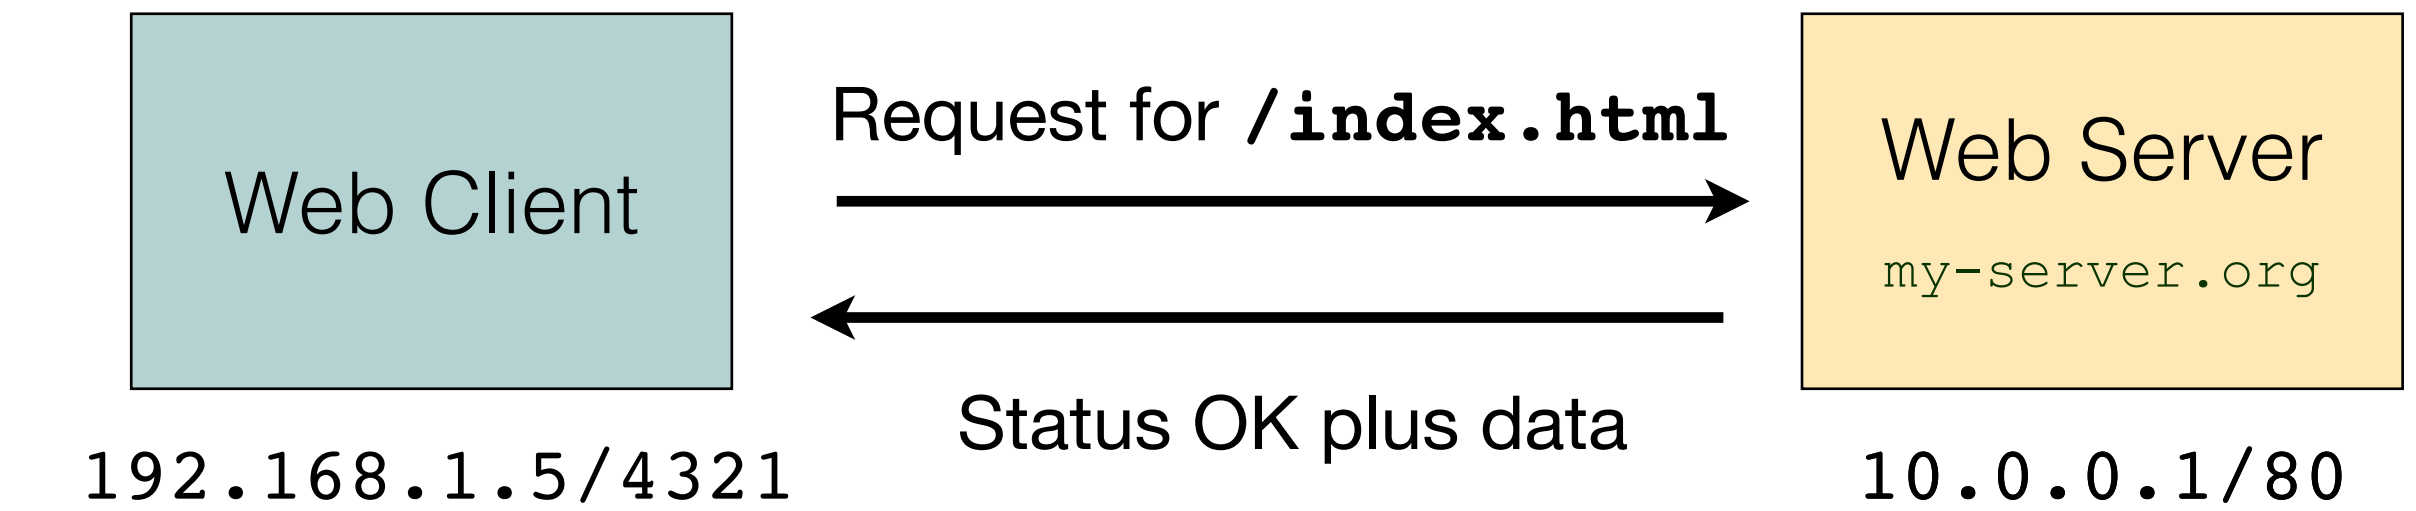 Web Client
192.168.1.5/4321
Request for /index.html
Status OK plus data
Web Server
my-server.org
10.0.0.1/80